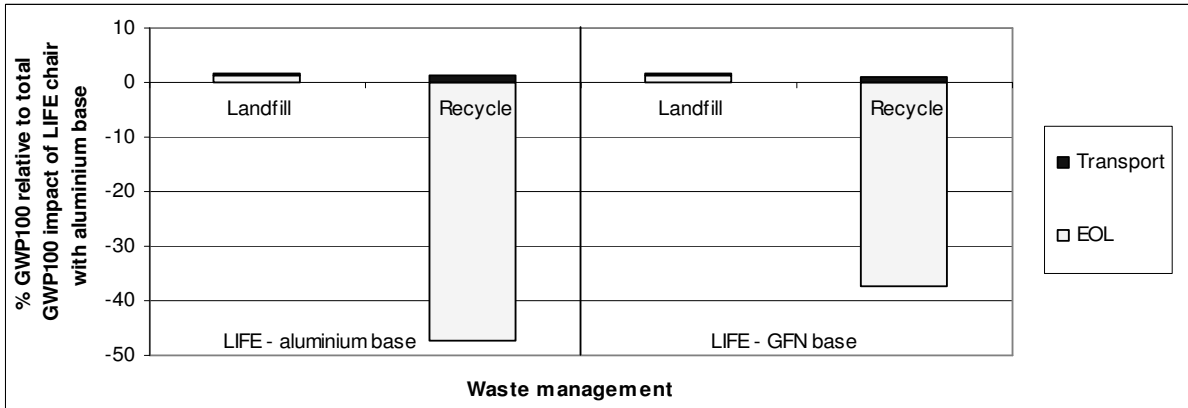 % GWP100 relative to total
GWP100 impact of LIFE chair
with aluminium base
10
0
-10
-20
-30
-40
-50
Landfill
Recycle
Landfill
Recycle
LIFE - aluminium base
LIFE - GFN base
Waste management
Transport
EOL